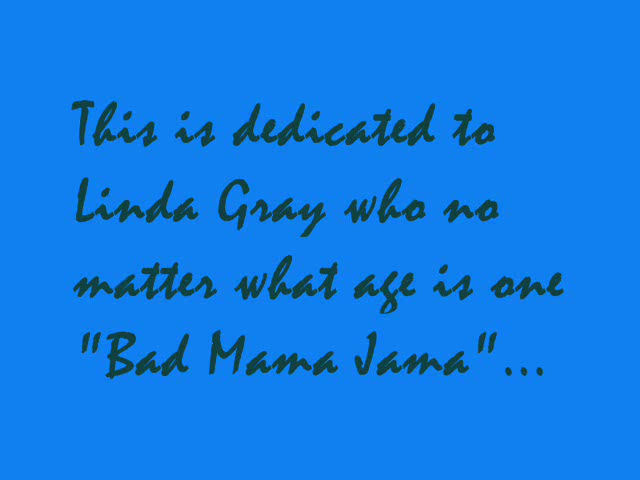 This is dedicated to
Linda Gray who no
matter what age is one
"Bad Mama Jama"...